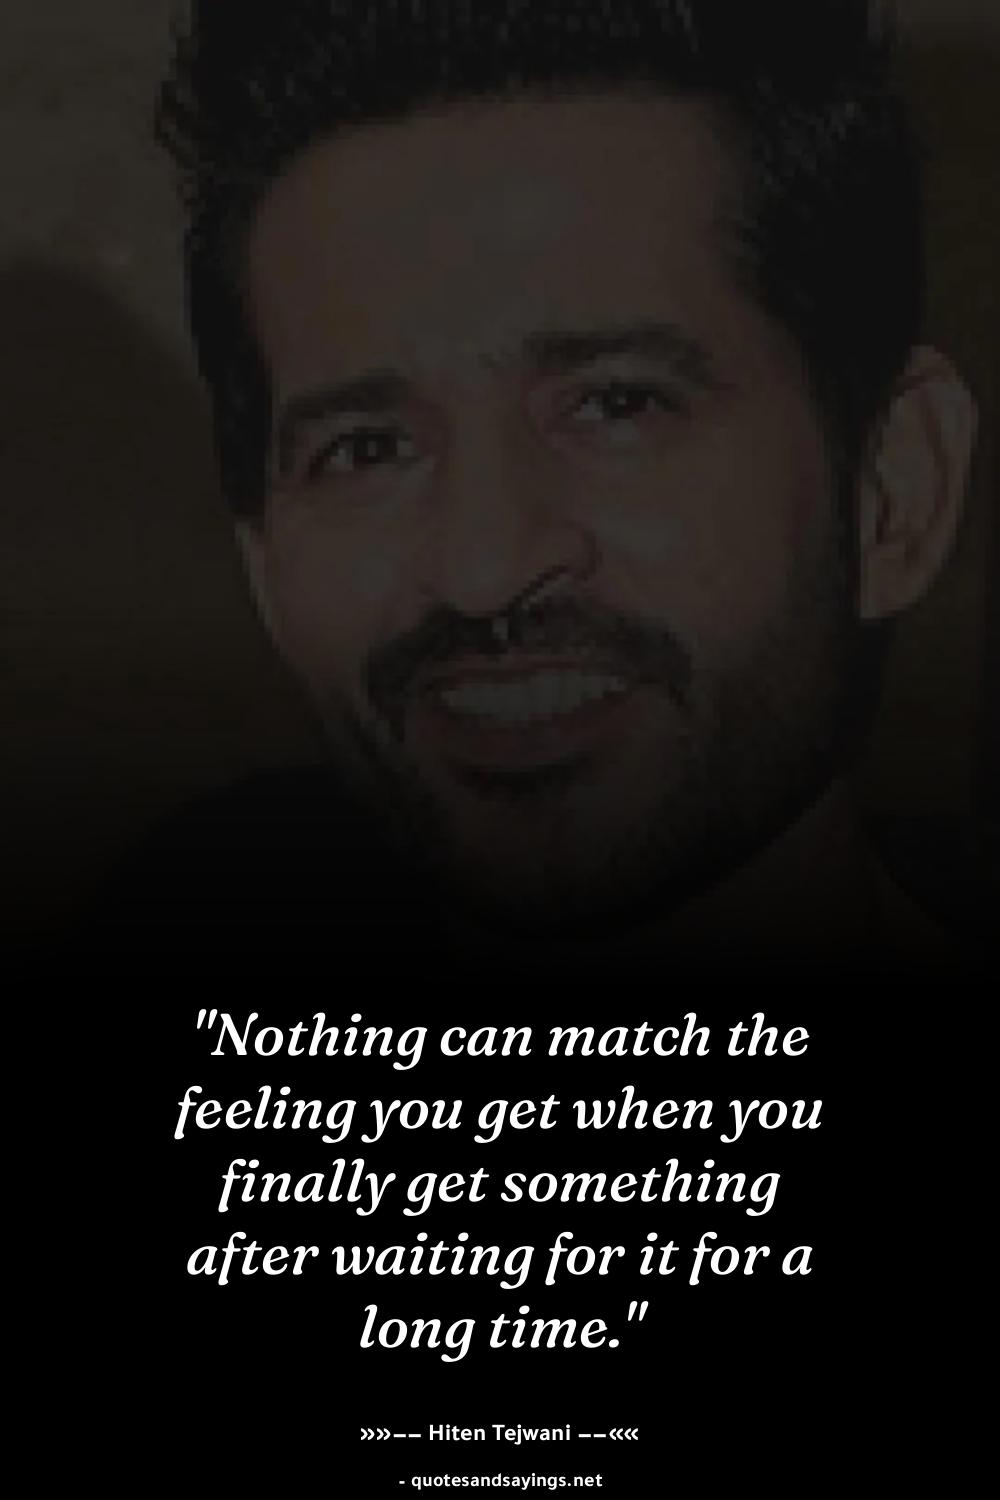 "Nothing can match the
feeling you get when you
finally get something
after waiting for it for a
long time."
»»–– Hiten Tejwani ––««
- quotesandsayings.net